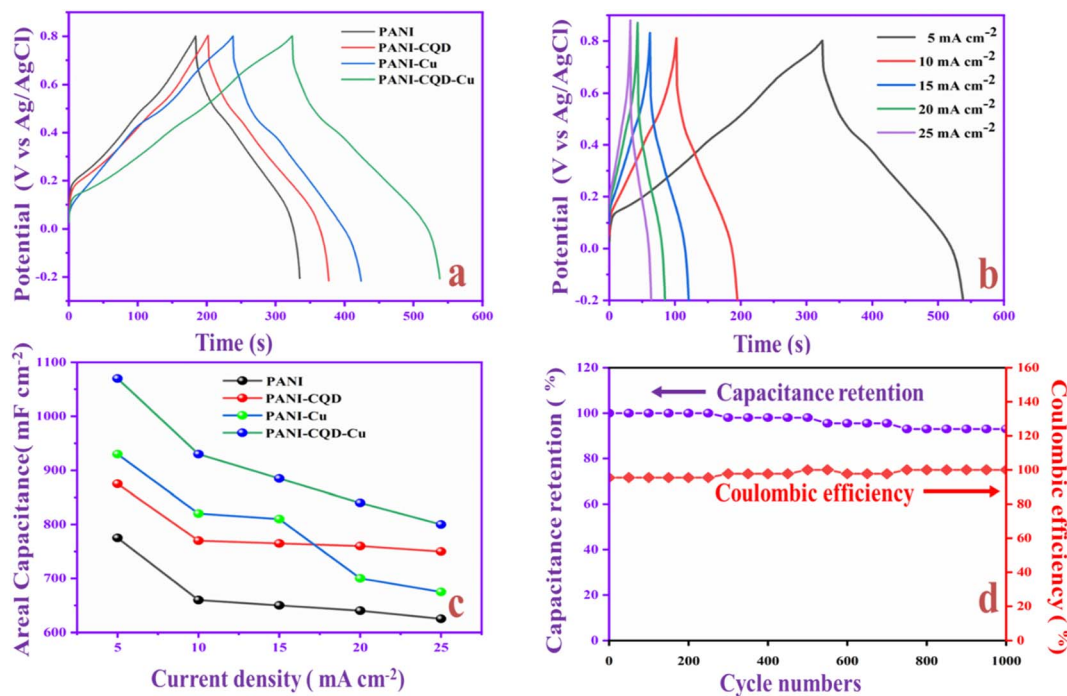 PANI
PANI-CQD
PANI-Cu
PANI-CQD-Cu
0.8
0.6
0.4
0.2
0.0
-0.2
Potential (V vs Ag/AgCl)
0 100 200 300 400 500 600
Time (s)
a
5 mA cm-2
10 mA cm-2
15 mA cm-2
20 mA cm-2
25 mA cm-2
0.8
0.6
0.4
0.2
0.0
-0.2
Potential (V vs Ag/AgCl)
0 100 200 300 400 500 600
Time (s)
b
PANI
PANI-CQD
PANI-Cu
PANI-CQD-Cu
1100
1000
900
800
700
600
Areal Capacitance( mF cm-2)
5 10 15 20 25
Current density ( mA cm-2)
c
Capacitance retention
Coulombic efficiency
120
100
80
60
40
20
0
Capacitance retention ( %)
160
140
120
100
80
60
40
20
0
Coulombic efficiency ( %)
0 200 400 600 800 1000
Cycle numbers
d